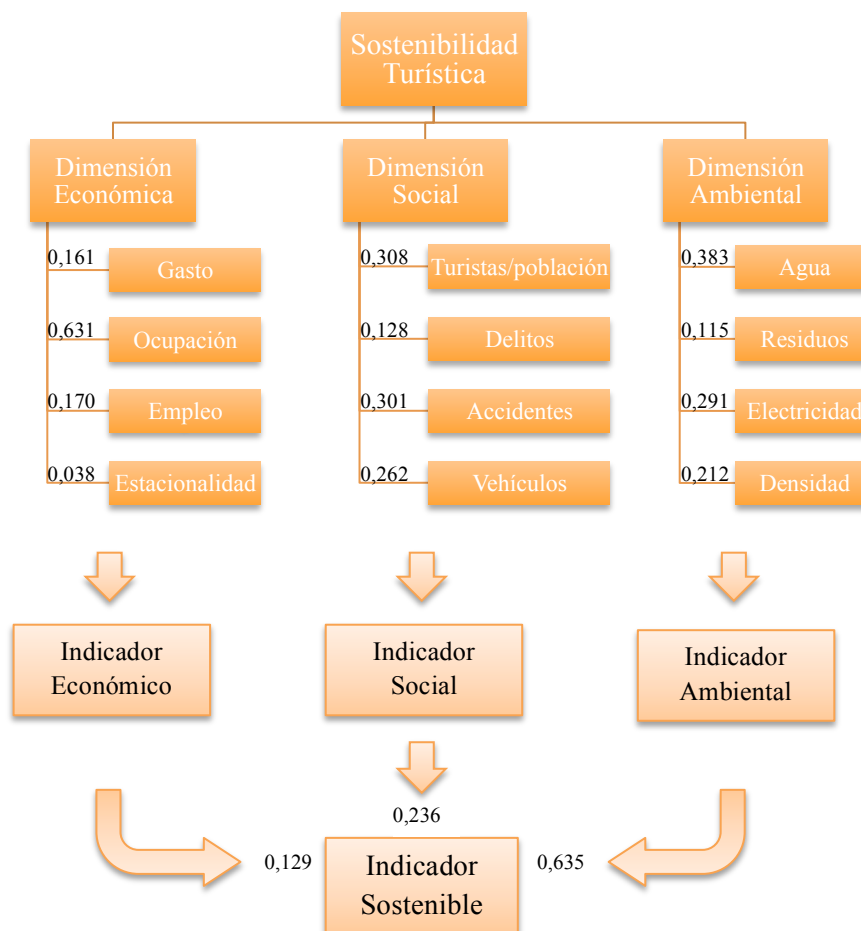 Sostenibilidad
Turística
Dimensión
Económica
0,161
Gasto
0,631
Ocupación
0,170
Empleo
0,038
Estacionalidad
Dimensión
Social
0,308
Turistas/población
0,128
Delitos
0,301
Accidentes
0,262
Vehículos
Dimensión
Ambiental
0,383
Agua
0,115
Residuos
0,291
Electricidad
0,212
Densidad
Indicador
Económico
Indicador
Social
Indicador
Ambiental
0,129
0,236
0,635
Indicador
Sostenible